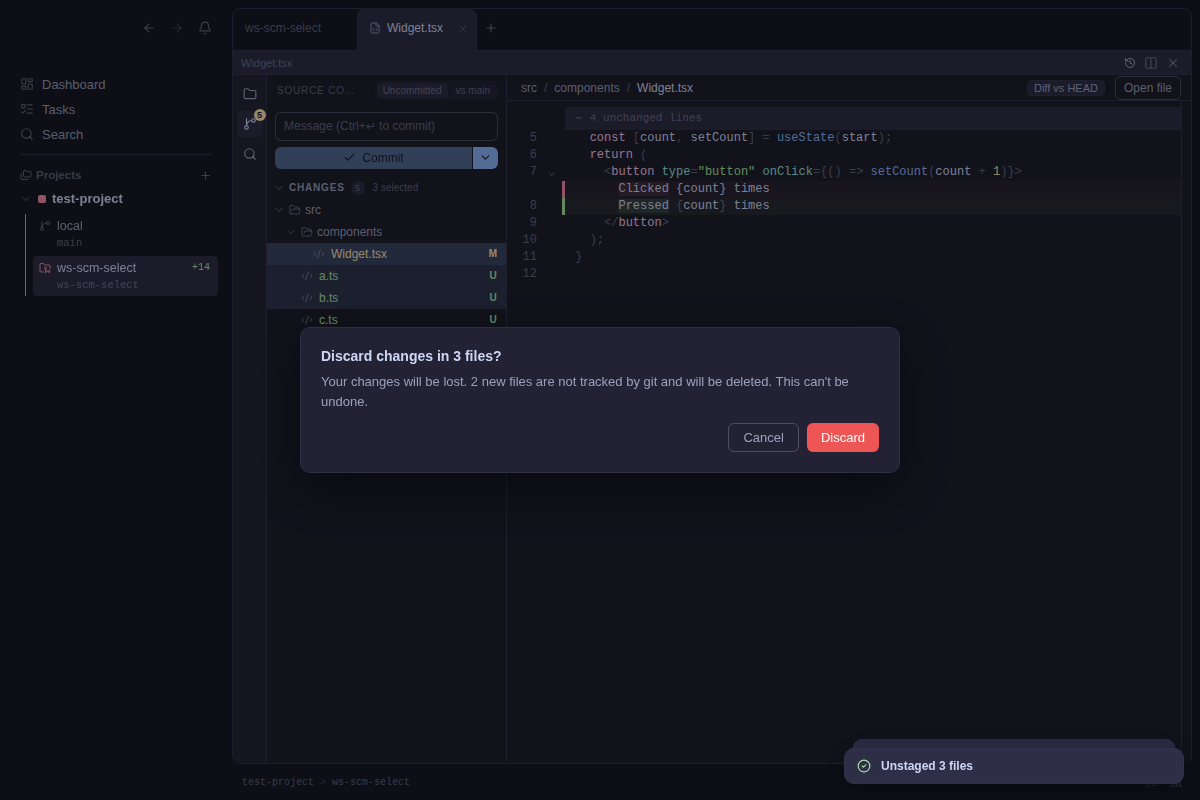 ws-scm-select
Widget.tsx
Widget.tsx
Dashboard
Tasks
Search
Projects
test-project
local
main
ws-scm-select +14
ws-scm-select
SOURCE CO... Uncommitted vs main
5
Message (Ctrl+↵ to commit)
Commit
CHANGES 5 3 selected
src
components
Widget.tsx M
a.ts U
b.ts U
c.ts U
src / components / Widget.tsx Diff vs HEAD Open file
4 unchanged lines
5 const [count, setCount] = useState(start);
6 return (
7 <button type="button" onClick={() => setCount(count + 1)}>
Clicked {count} times
8 Pressed {count} times
9 </button>
10 );
11 }
12
Discard changes in 3 files?
Your changes will be lost. 2 new files are not tracked by git and will be deleted. This can't be
undone.
Cancel Discard
Unstaged 3 files
test-project > ws-scm-select